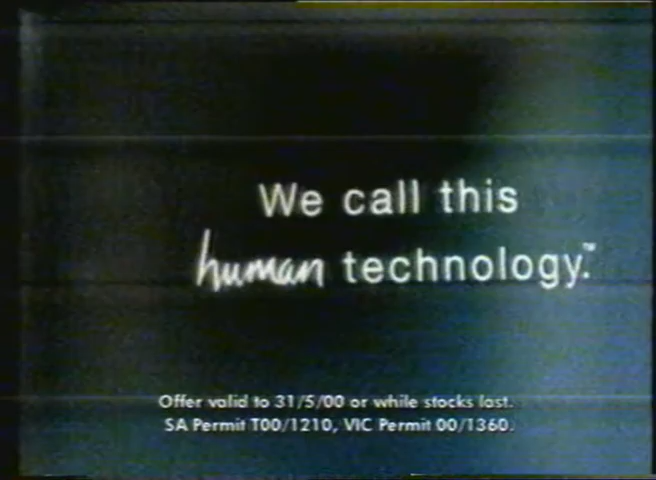 We call this
human technology.™
Offer valid to 31/5/00 or while stocks last.
SA Permit T00/1210, VIC Permit 00/1360.